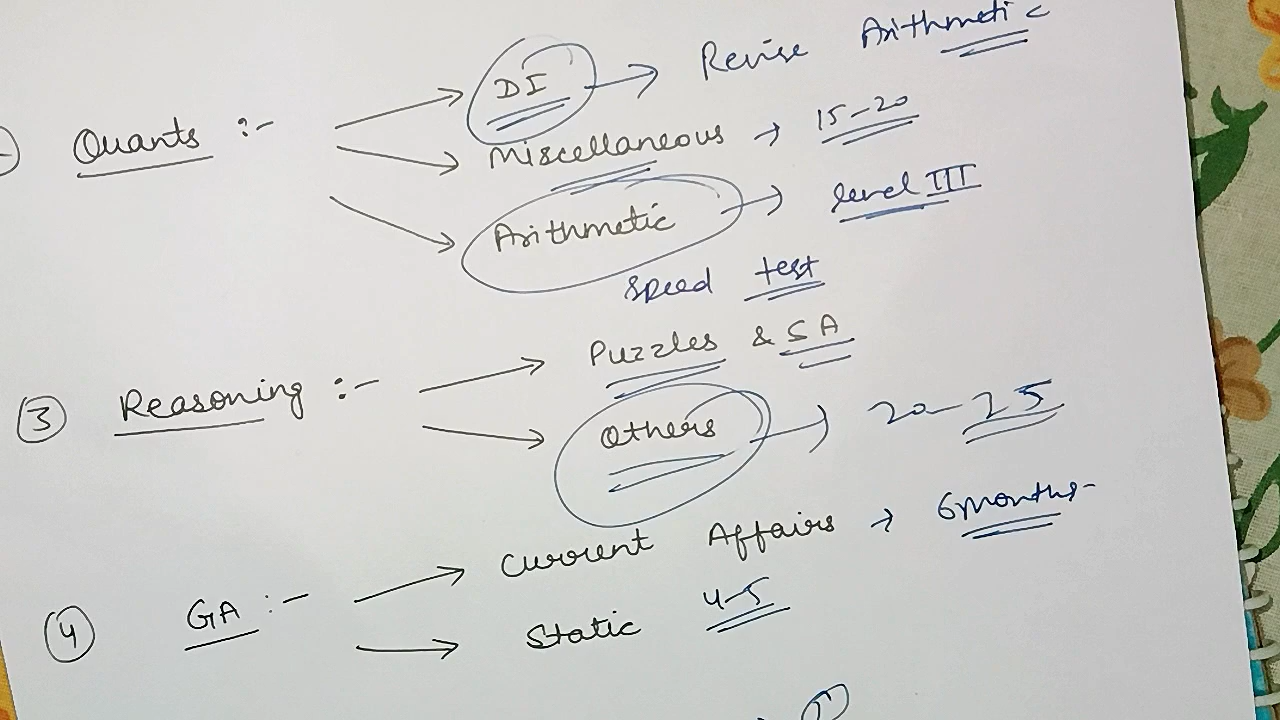 DI → Revise Arithmetic
Quants :-
Miscellaneous → 15-20
Arithmetic → level III
Speed test
Puzzles & SA
③ Reasoning :-
Others → 20-25
Current Affairs → 6months-
④ GA :-
Static 4-5